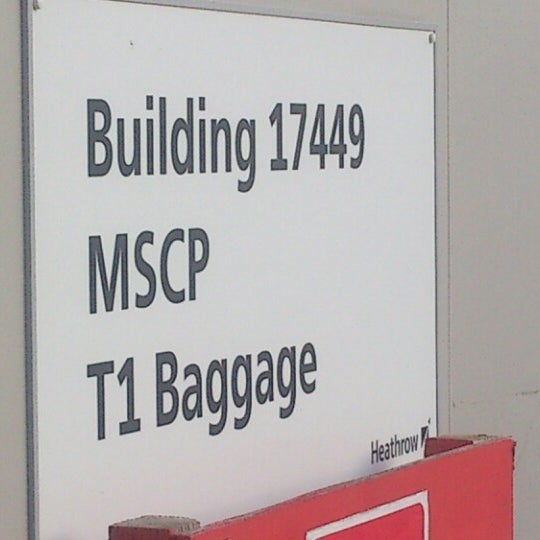 Building 17449
MSCP
T1 Baggage
Heathrow